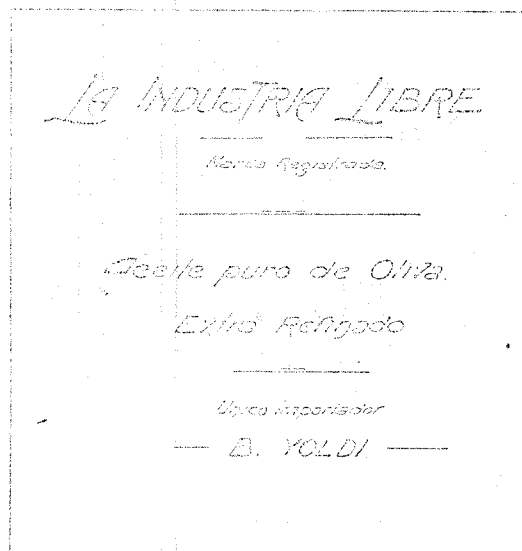 LA INDUSTRIA LIBRE
Marca Registrada.
Aceite puro de Oliva.
Extra Refinado
Unico importador
B. YOLDI.